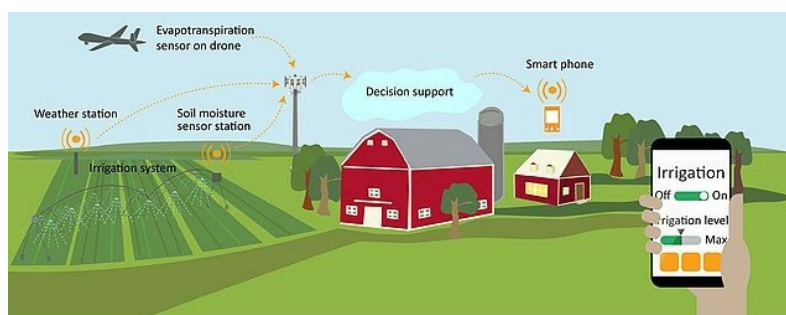 Evapotranspiration
sensor on drone
Smart phone
Decision support
Weather station
Soil moisture
sensor station
Irrigation system
Irrigation
Off On
Irrigation level
Max